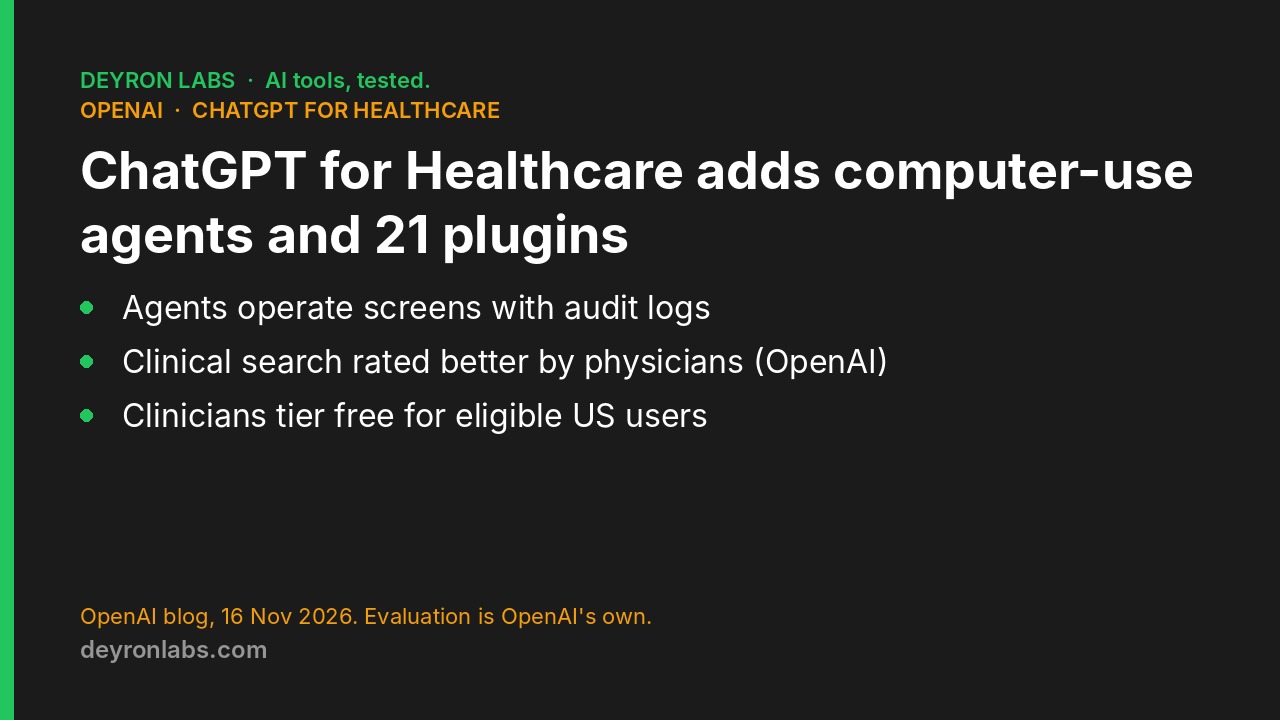 DEYRON LABS · AI tools, tested.
OPENAI · CHATGPT FOR HEALTHCARE
ChatGPT for Healthcare adds computer-use
agents and 21 plugins
Agents operate screens with audit logs
Clinical search rated better by physicians (OpenAI)
Clinicians tier free for eligible US users
OpenAI blog, 16 Nov 2026. Evaluation is OpenAI's own.
deyronlabs.com